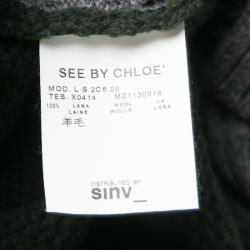 SEE BY CHLOE'
MOD. L S 2C6 00
TES. X0414 MZ1130018
100% LANA WOOL LA'
LAINE WOLLE LANA
羊毛
DISTRIBUTED BY
SINV_